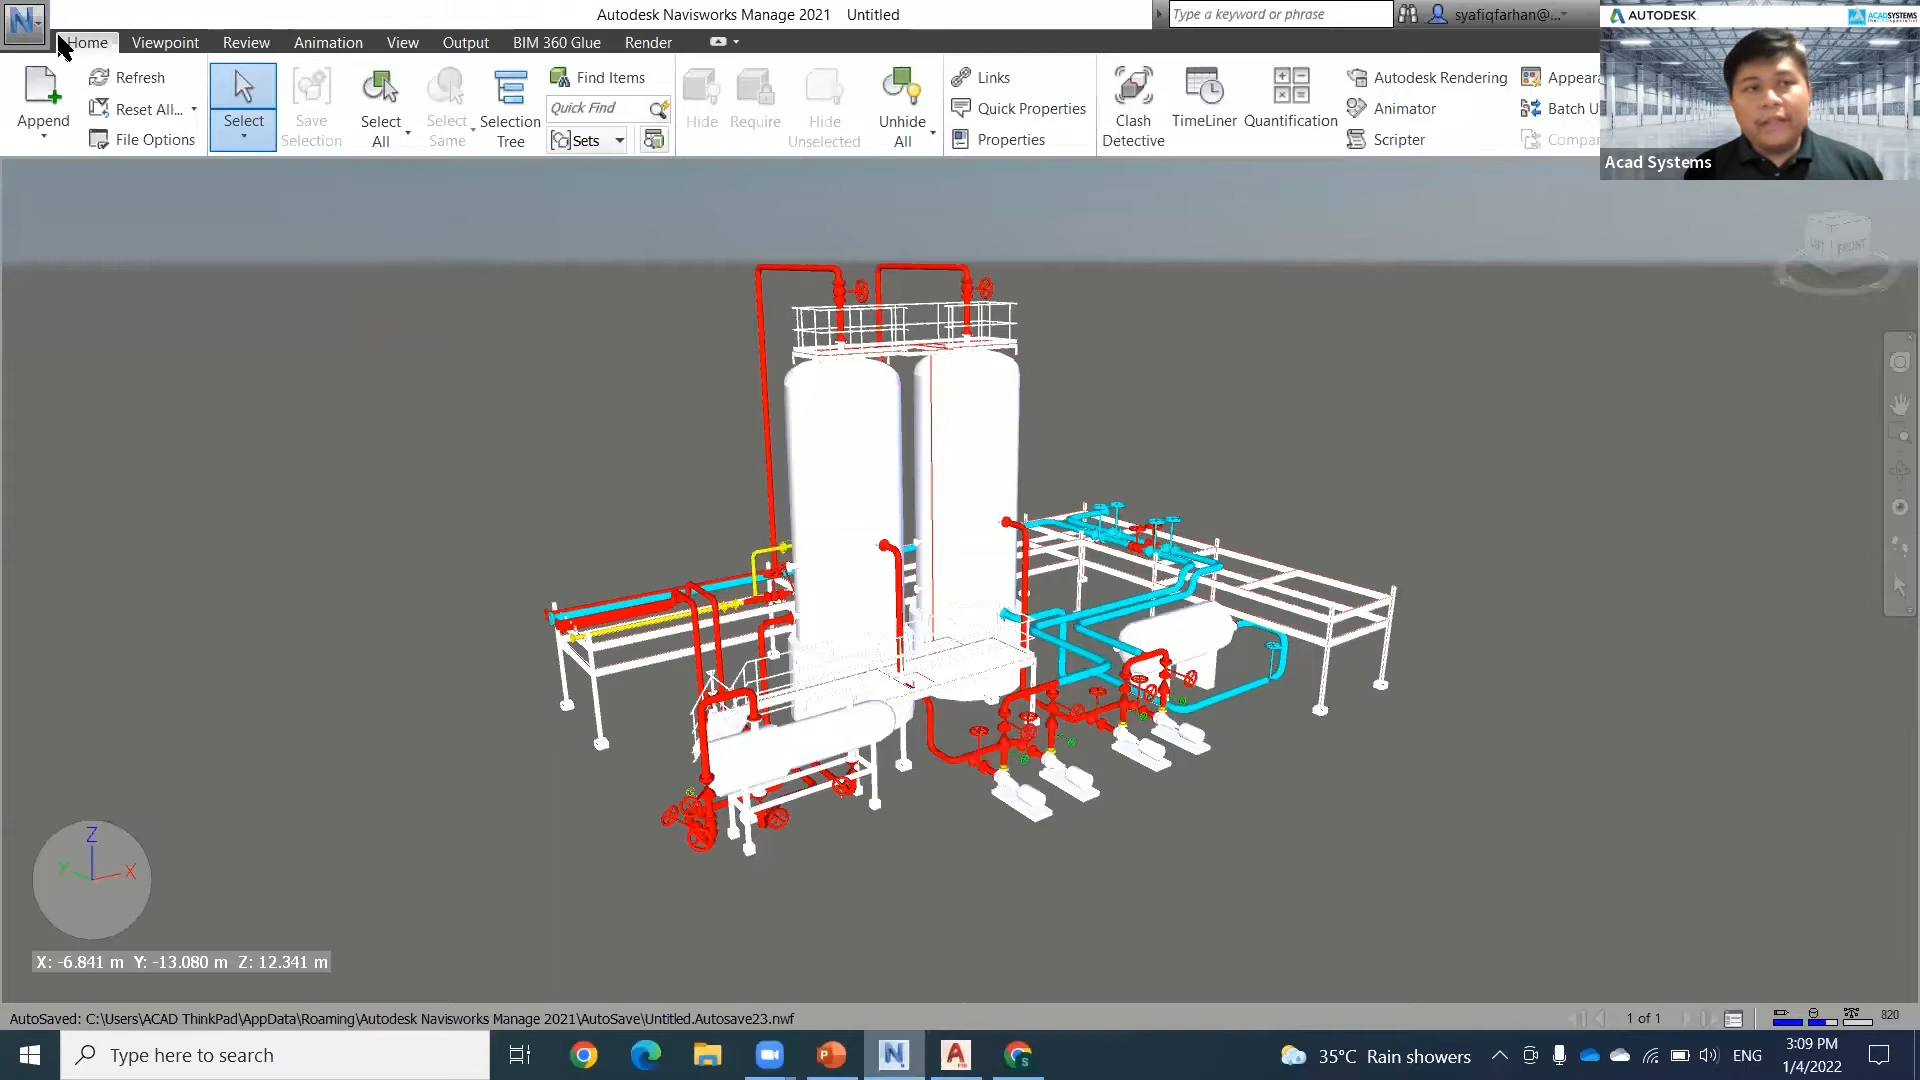 Autodesk Navisworks Manage 2021 Untitled
Type a keyword or phrase
syafiqfarhan@...
AUTODESK
ACADSYSTEMS
Home Viewpoint Review Animation View Output BIM 360 Glue Render
Append
Refresh
Reset All...
File Options
Select
Save Selection
Select All
Select Same
Selection Tree
Find Items
Quick Find
Sets
Hide
Require
Hide Unselected
Unhide All
Links
Quick Properties
Properties
Clash Detective
TimeLiner
Quantification
Autodesk Rendering
Animator
Scripter
Appear
Batch U
Compa
Acad Systems
FRONT
Z
Y
X
X: -6.841 m Y: -13.080 m Z: 12.341 m
AutoSaved: C:\Users\ACAD ThinkPad\AppData\Roaming\Autodesk Navisworks Manage 2021\AutoSave\Untitled.Autosave23.nwf
1 of 1
820
Type here to search
35°C Rain showers
ENG
3:09 PM
1/4/2022